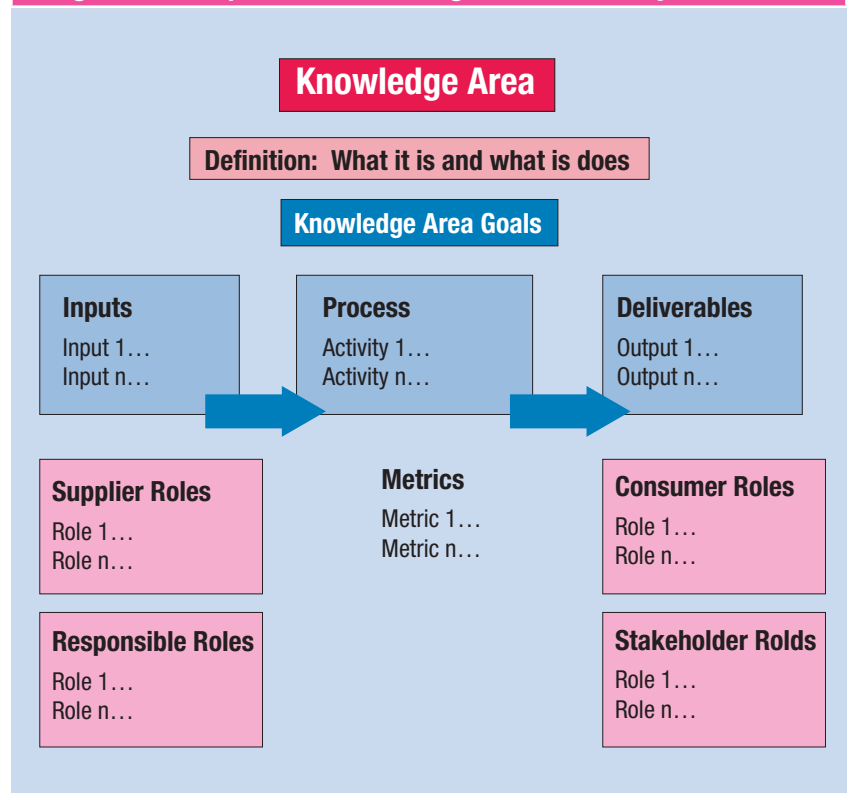 Knowledge Area
Definition: What it is and what is does
Knowledge Area Goals
Inputs
Input 1…
Input n…
Process
Activity 1…
Activity n…
Deliverables
Output 1…
Output n…
Supplier Roles
Role 1…
Role n…
Metrics
Metric 1…
Metric n…
Consumer Roles
Role 1…
Role n…
Responsible Roles
Role 1…
Role n…
Stakeholder Rolds
Role 1…
Role n…